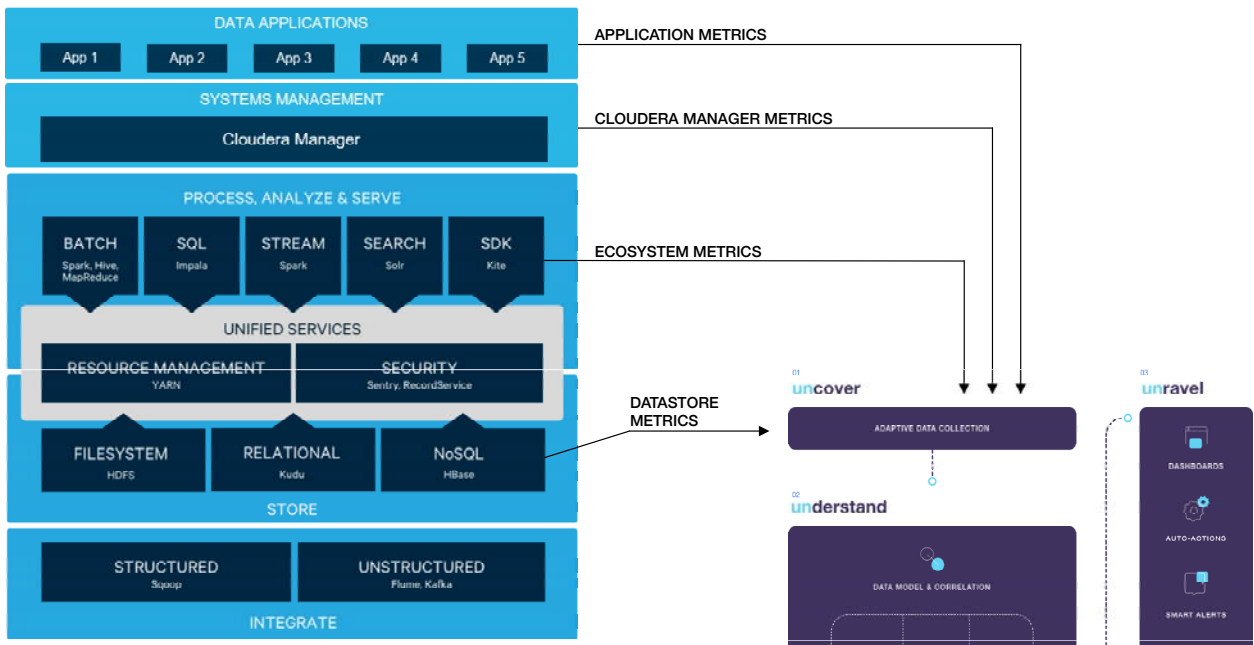 DATA APPLICATIONS
App 1
App 2
App 3
App 4
App 5
SYSTEMS MANAGEMENT
Cloudera Manager
PROCESS, ANALYZE & SERVE
BATCH
Spark, Hive,
MapReduce
SQL
Impala
STREAM
Spark
SEARCH
Solr
SDK
Kite
UNIFIED SERVICES
RESOURCE MANAGEMENT
YARN
SECURITY
Sentry, RecordService
FILESYSTEM
HDFS
RELATIONAL
Kudu
NoSQL
HBase
STORE
STRUCTURED
Sqoop
UNSTRUCTURED
Flume, Kafka
INTEGRATE
APPLICATION METRICS
CLOUDERA MANAGER METRICS
ECOSYSTEM METRICS
DATASTORE
METRICS
01
uncover
ADAPTIVE DATA COLLECTION
02
understand
DATA MODEL & CORRELATION
03
unravel
DASHBOARDS
AUTO-ACTIONS
SMART ALERTS